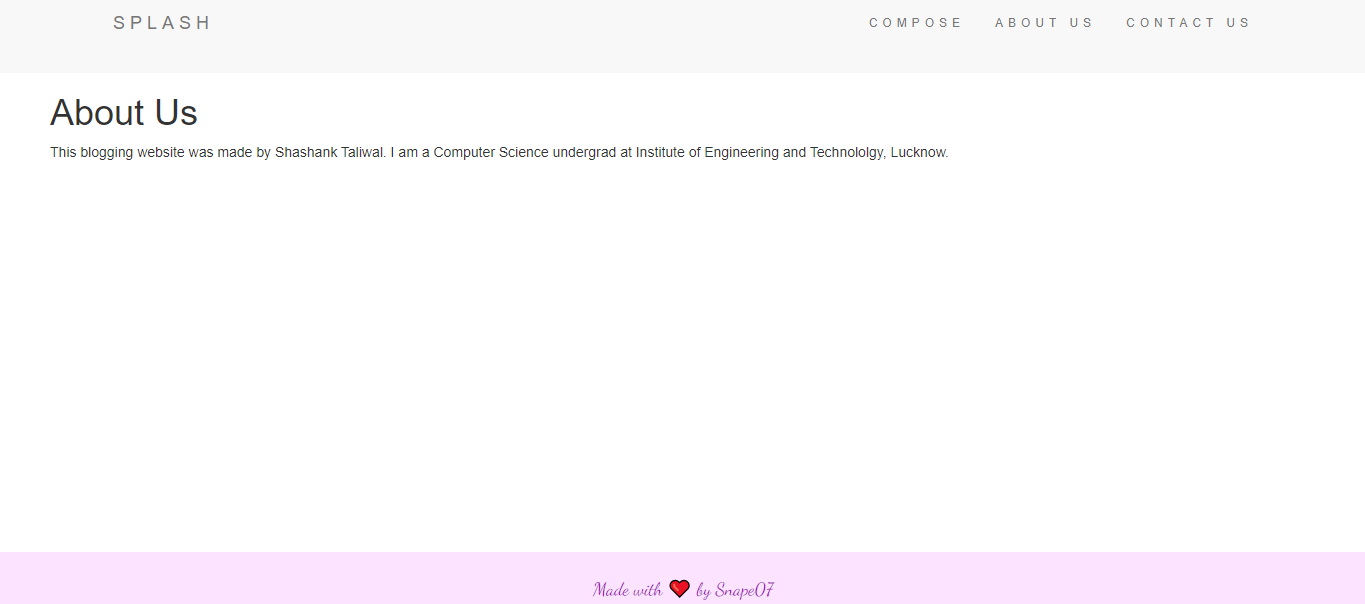 SPLASH
COMPOSE ABOUT US CONTACT US
About Us
This blogging website was made by Shashank Taliwal. I am a Computer Science undergrad at Institute of Engineering and Technololgy, Lucknow.
Made with ❤ by Snape07